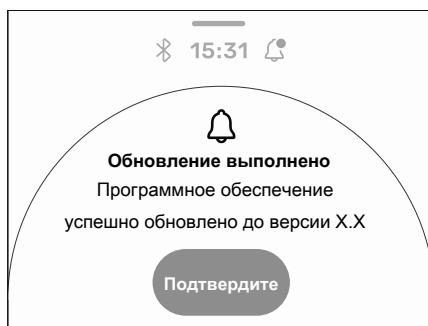 15:31
Обновление выполнено
Программное обеспечение
успешно обновлено до версии X.X
Подтвердите